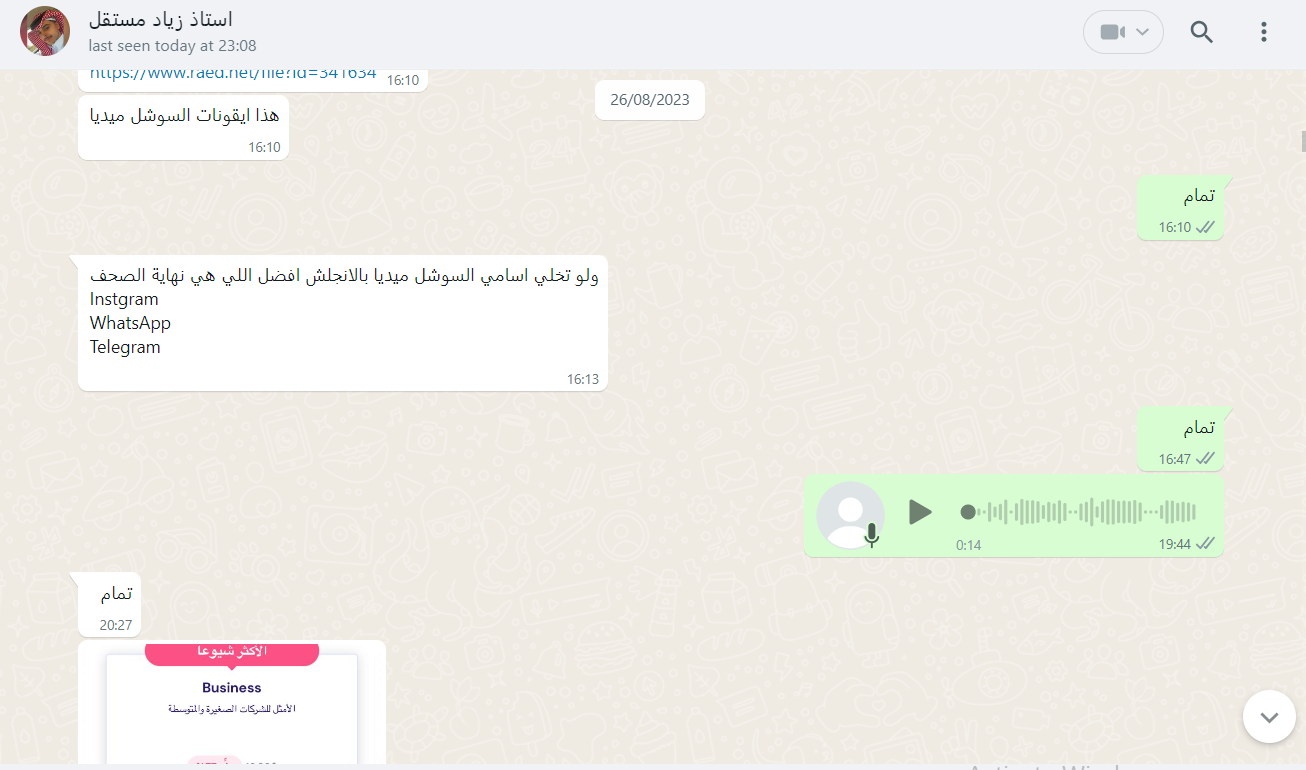 استاذ زياد مستقل
last seen today at 23:08
https://www.raed.net/file?id=341634
16:10
26/08/2023
هذا ايقونات السوشل ميديا
16:10
تمام
16:10
ولو تخلي اسامي السوشل ميديا بالانجلش افضل اللي هي نهاية الصحف
Instgram
WhatsApp
Telegram
16:13
تمام
16:47
0:14
19:44
تمام
20:27
الأكثر شيوعا
Business
الأمثل للشركات الصغيرة والمتوسطة